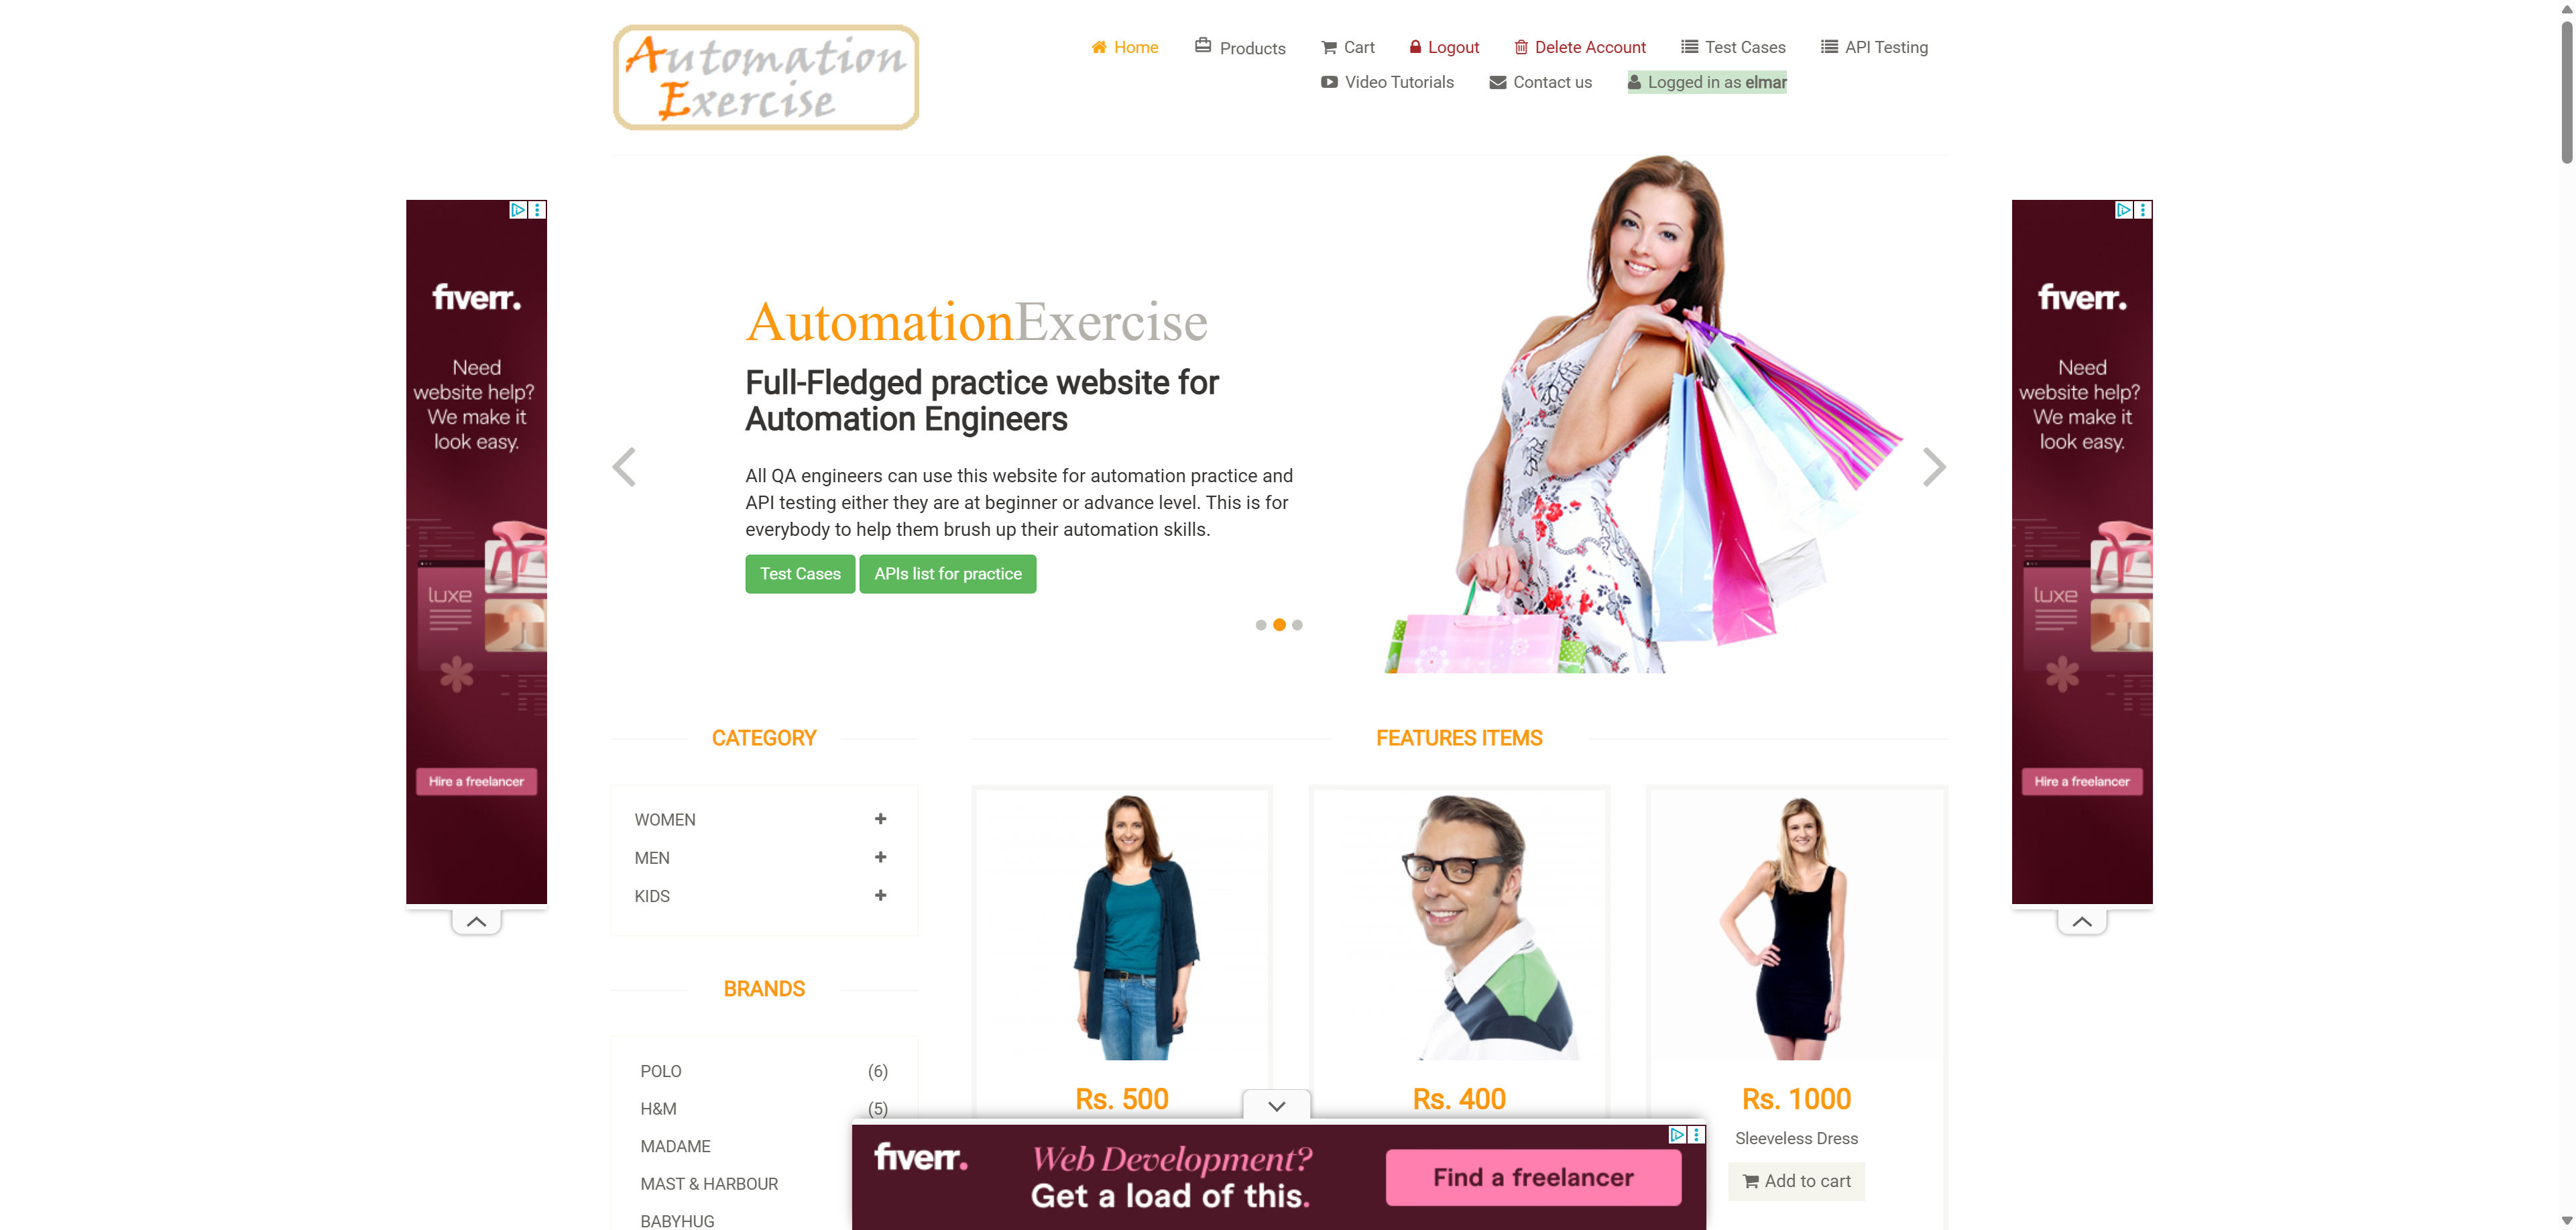 Automation
Exercise
Home Products Cart Logout Delete Account Test Cases API Testing
Video Tutorials Contact us Logged in as elmar
fiverr.
Need
website help?
We make it
look easy.
luxe
Hire a freelancer
AutomationExercise
Full-Fledged practice website for
Automation Engineers
All QA engineers can use this website for automation practice and
API testing either they are at beginner or advance level. This is for
everybody to help them brush up their automation skills.
Test Cases APIs list for practice
fiverr.
Need
website help?
We make it
look easy.
luxe
Hire a freelancer
CATEGORY
WOMEN
MEN
KIDS
BRANDS
POLO (6)
H&M (5)
MADAME
MAST & HARBOUR
BABYHUG
FEATURES ITEMS
Rs. 500
Rs. 400
Rs. 1000
Sleeveless Dress
Add to cart
fiverr.
Web Development?
Get a load of this.
Find a freelancer